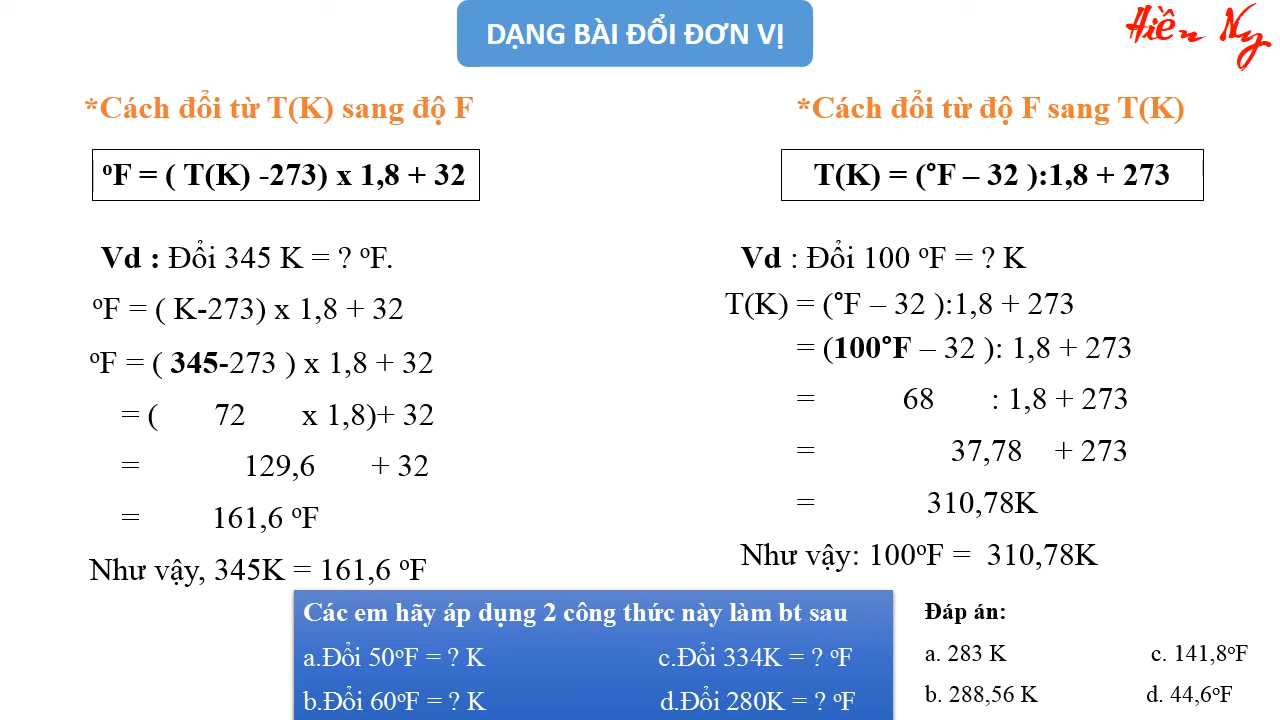 DẠNG BÀI ĐỔI ĐƠN VỊ
Hiền Ny
*Cách đổi từ T(K) sang độ F
ᵒF = ( T(K) -273) x 1,8 + 32
Vd : Đổi 345 K = ? ᵒF.
ᵒF = ( K-273) x 1,8 + 32
ᵒF = ( 345-273 ) x 1,8 + 32
= ( 72 x 1,8)+ 32
= 129,6 + 32
= 161,6 ᵒF
Như vậy, 345K = 161,6 ᵒF
*Cách đổi từ độ F sang T(K)
T(K) = (°F – 32 ):1,8 + 273
Vd : Đổi 100 ᵒF = ? K
T(K) = (°F – 32 ):1,8 + 273
= (100°F – 32 ): 1,8 + 273
= 68 : 1,8 + 273
= 37,78 + 273
= 310,78K
Như vậy: 100ᵒF = 310,78K
Các em hãy áp dụng 2 công thức này làm bt sau
a.Đổi 50ᵒF = ? K c.Đổi 334K = ? ᵒF
b.Đổi 60ᵒF = ? K d.Đổi 280K = ? ᵒF
Đáp án:
a. 283 K c. 141,8ᵒF
b. 288,56 K d. 44,6ᵒF